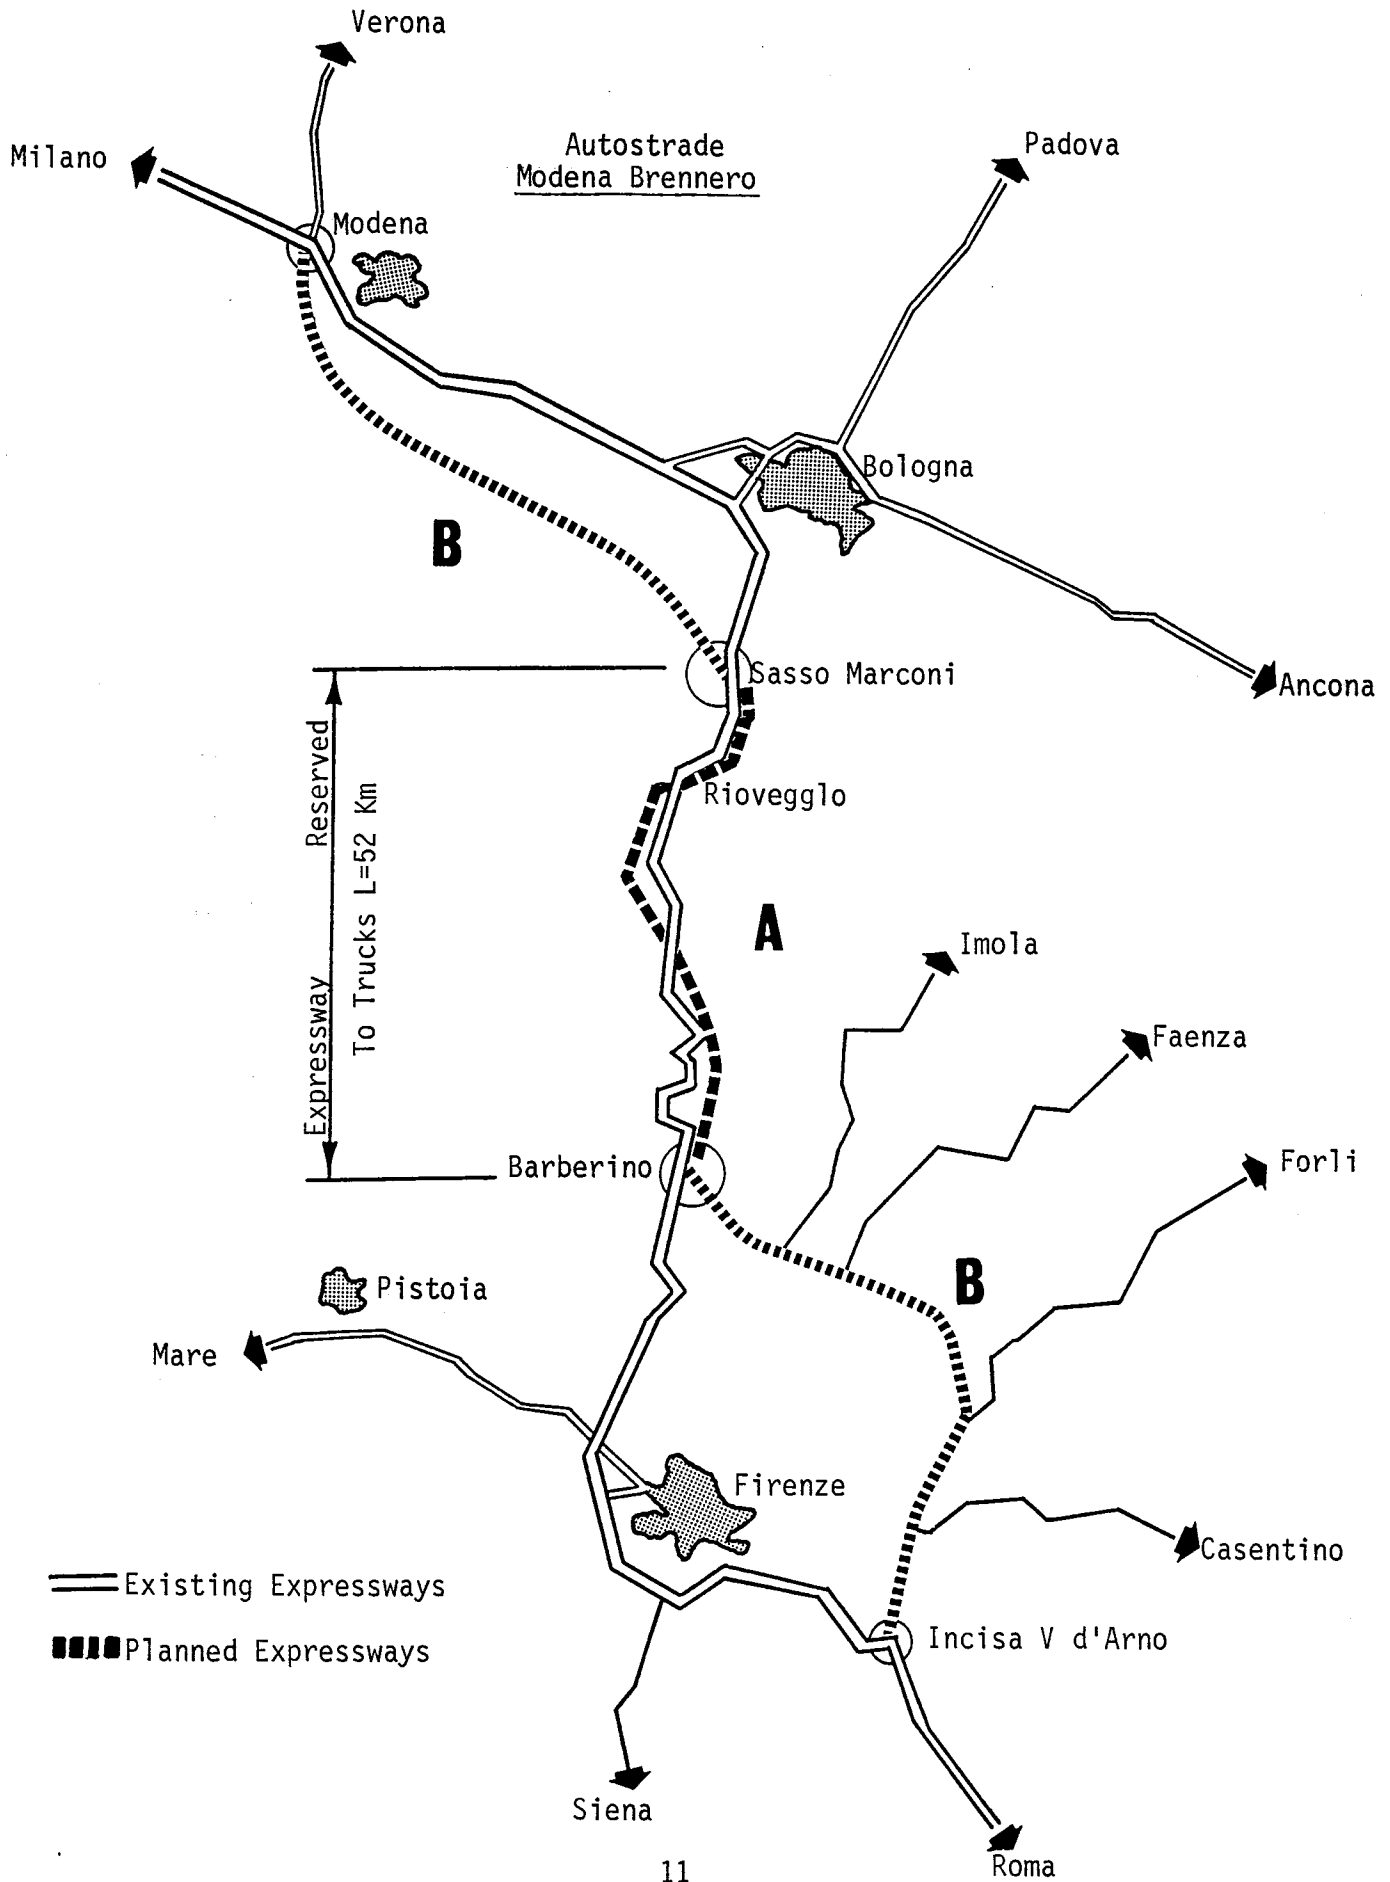 Verona
Milano
Autostrade
Modena Brennero
Padova
Modena
Bologna
B
Sasso Marconi
Ancona
Reserved
Expressway
To Trucks L=52 Km
Riovegglo
A
Imola
Faenza
Barberino
Forli
B
Pistoia
Mare
Firenze
Casentino
Existing Expressways
Incisa V d'Arno
Planned Expressways
Siena
Roma
11